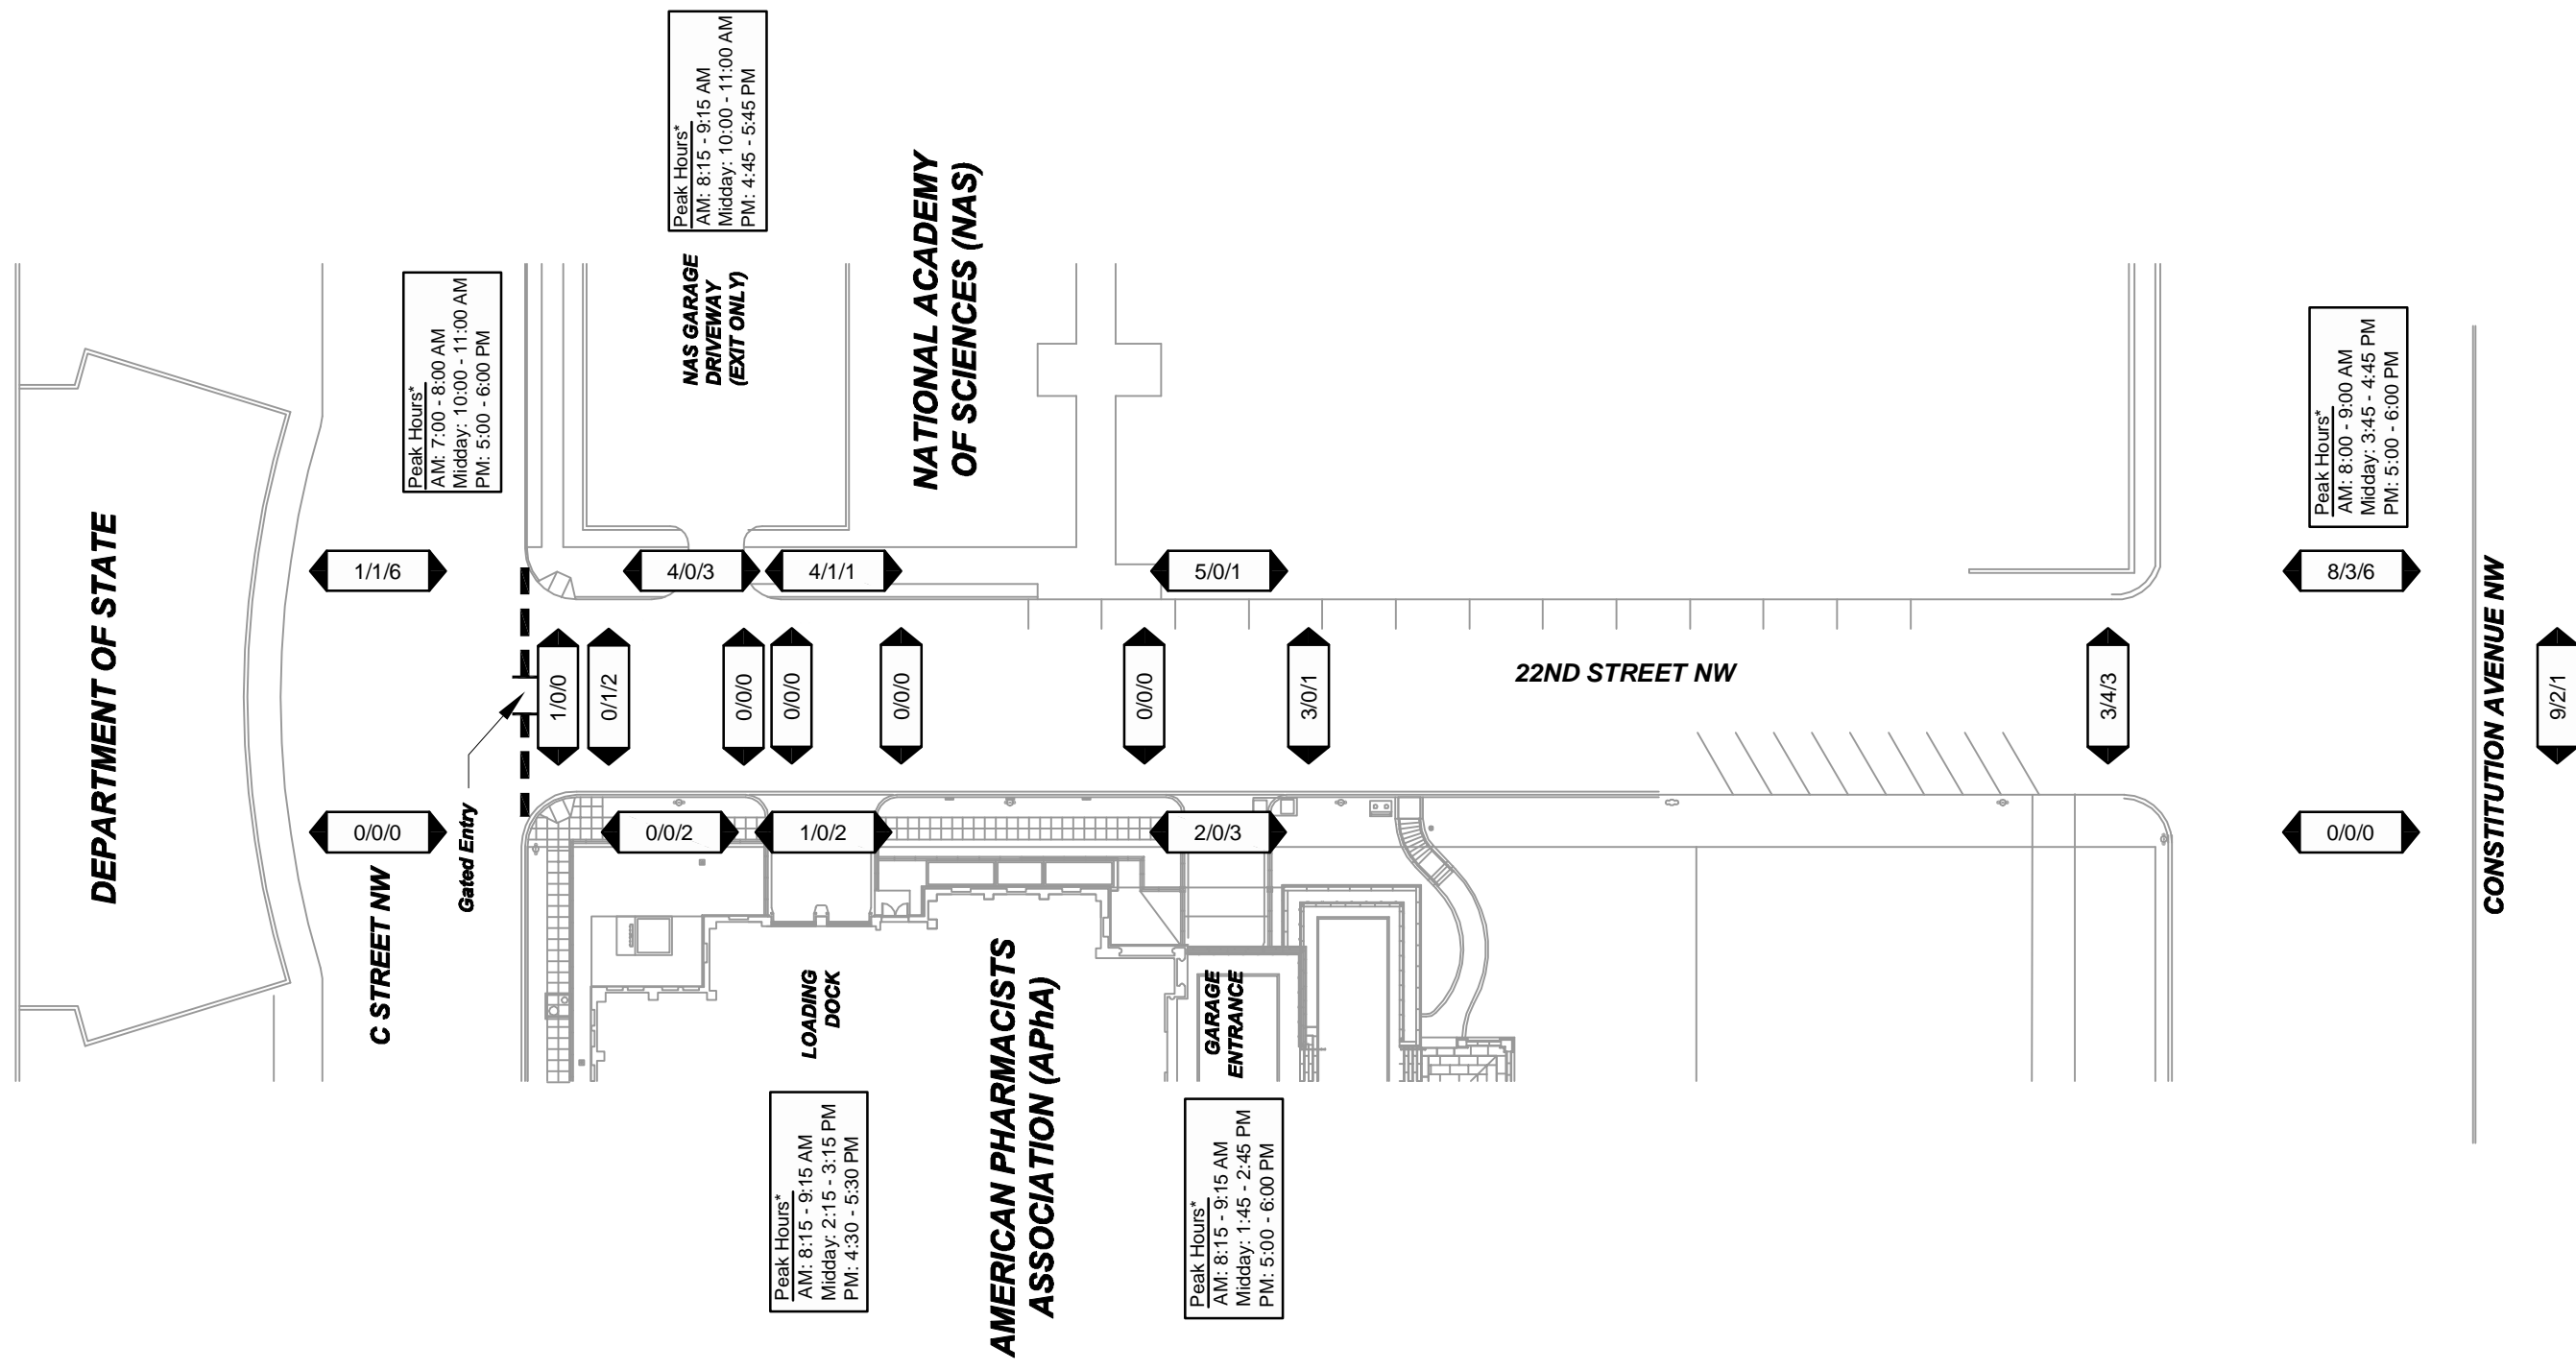 DEPARTMENT OF STATE
C STREET NW
Gated Entry
Peak Hours*
AM: 7:00 - 8:00 AM
Midday: 10:00 - 11:00 AM
PM: 5:00 - 6:00 PM
Peak Hours*
AM: 8:15 - 9:15 AM
Midday: 10:00 - 11:00 AM
PM: 4:45 - 5:45 PM
NAS GARAGE
DRIVEWAY
(EXIT ONLY)
NATIONAL ACADEMY
OF SCIENCES (NAS)
1/1/6
4/0/3
4/1/1
5/0/1
8/3/6
1/0/0
0/1/2
0/0/0
0/0/0
0/0/0
0/0/0
3/0/1
22ND STREET NW
3/4/3
9/2/1
0/0/0
0/0/2
1/0/2
2/0/3
0/0/0
LOADING
DOCK
Peak Hours*
AM: 8:15 - 9:15 AM
Midday: 2:15 - 3:15 PM
PM: 4:30 - 5:30 PM
AMERICAN PHARMACISTS
ASSOCIATION (APhA)
GARAGE
ENTRANCE
Peak Hours*
AM: 8:15 - 9:15 AM
Midday: 1:45 - 2:45 PM
PM: 5:00 - 6:00 PM
Peak Hours*
AM: 8:00 - 9:00 AM
Midday: 3:45 - 4:45 PM
PM: 5:00 - 6:00 PM
CONSTITUTION AVENUE NW